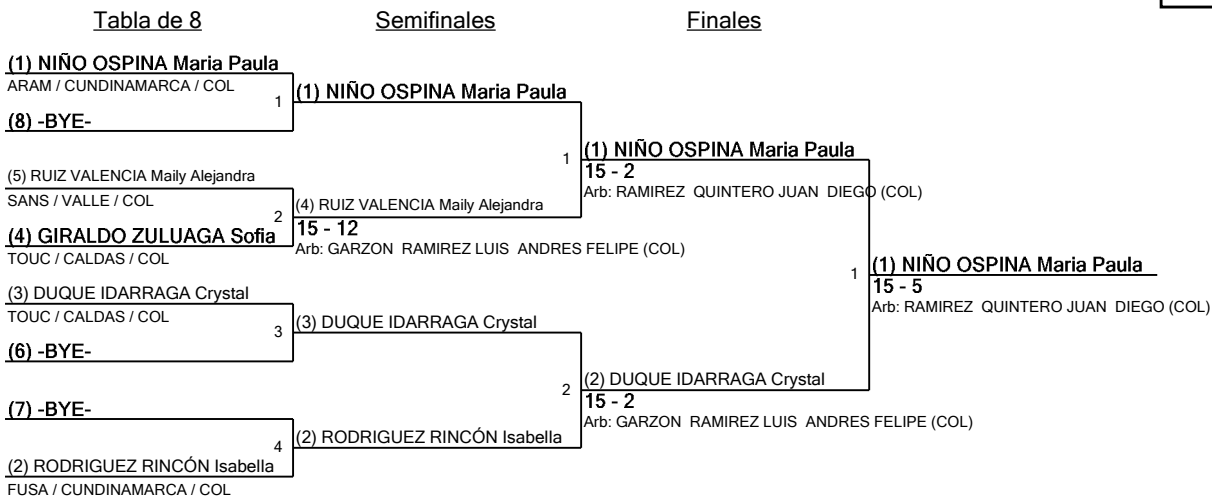 Tabla de 8
Semifinales
Finales
(1) NIÑO OSPINA Maria Paula
ARAM / CUNDINAMARCA / COL
1
(8) -BYE-
(5) RUIZ VALENCIA Maily Alejandra
SANS / VALLE / COL
2
(4) GIRALDO ZULUAGA Sofia
TOUC / CALDAS / COL
(3) DUQUE IDARRAGA Crystal
TOUC / CALDAS / COL
3
(6) -BYE-
(7) -BYE-
4
(2) RODRIGUEZ RINCÓN Isabella
FUSA / CUNDINAMARCA / COL
(1) NIÑO OSPINA Maria Paula
1
(4) RUIZ VALENCIA Maily Alejandra
15 - 12
Arb: GARZON RAMIREZ LUIS ANDRES FELIPE (COL)
(3) DUQUE IDARRAGA Crystal
2
(2) RODRIGUEZ RINCÓN Isabella
(1) NIÑO OSPINA Maria Paula
15 - 2
Arb: RAMIREZ QUINTERO JUAN DIEGO (COL)
1
(2) DUQUE IDARRAGA Crystal
15 - 2
Arb: GARZON RAMIREZ LUIS ANDRES FELIPE (COL)
(1) NIÑO OSPINA Maria Paula
15 - 5
Arb: RAMIREZ QUINTERO JUAN DIEGO (COL)